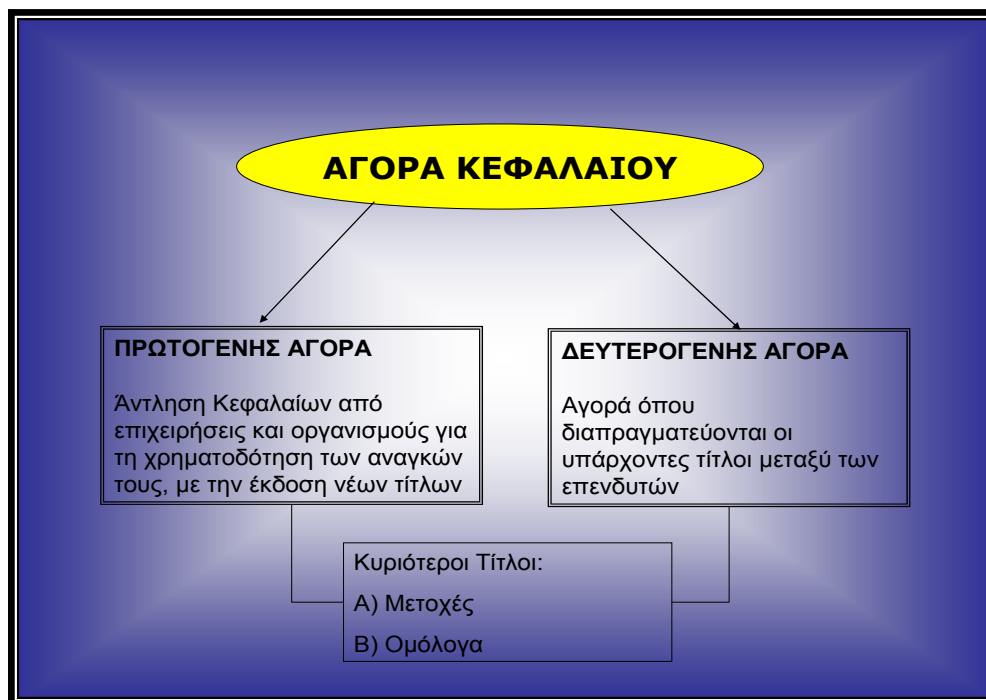 ΑΓΟΡΑ ΚΕΦΑΛΑΙΟΥ
ΠΡΩΤΟΓΕΝΗΣ ΑΓΟΡΑ
Άντληση Κεφαλαίων από
επιχειρήσεις και οργανισμούς για
τη χρηματοδότηση των αναγκών
τους, με την έκδοση νέων τίτλων
ΔΕΥΤΕΡΟΓΕΝΗΣ ΑΓΟΡΑ
Αγορά όπου
διαπραγματεύονται οι
υπάρχοντες τίτλοι μεταξύ των
επενδυτών
Κυριότεροι Τίτλοι:
Α) Μετοχές
Β) Ομόλογα